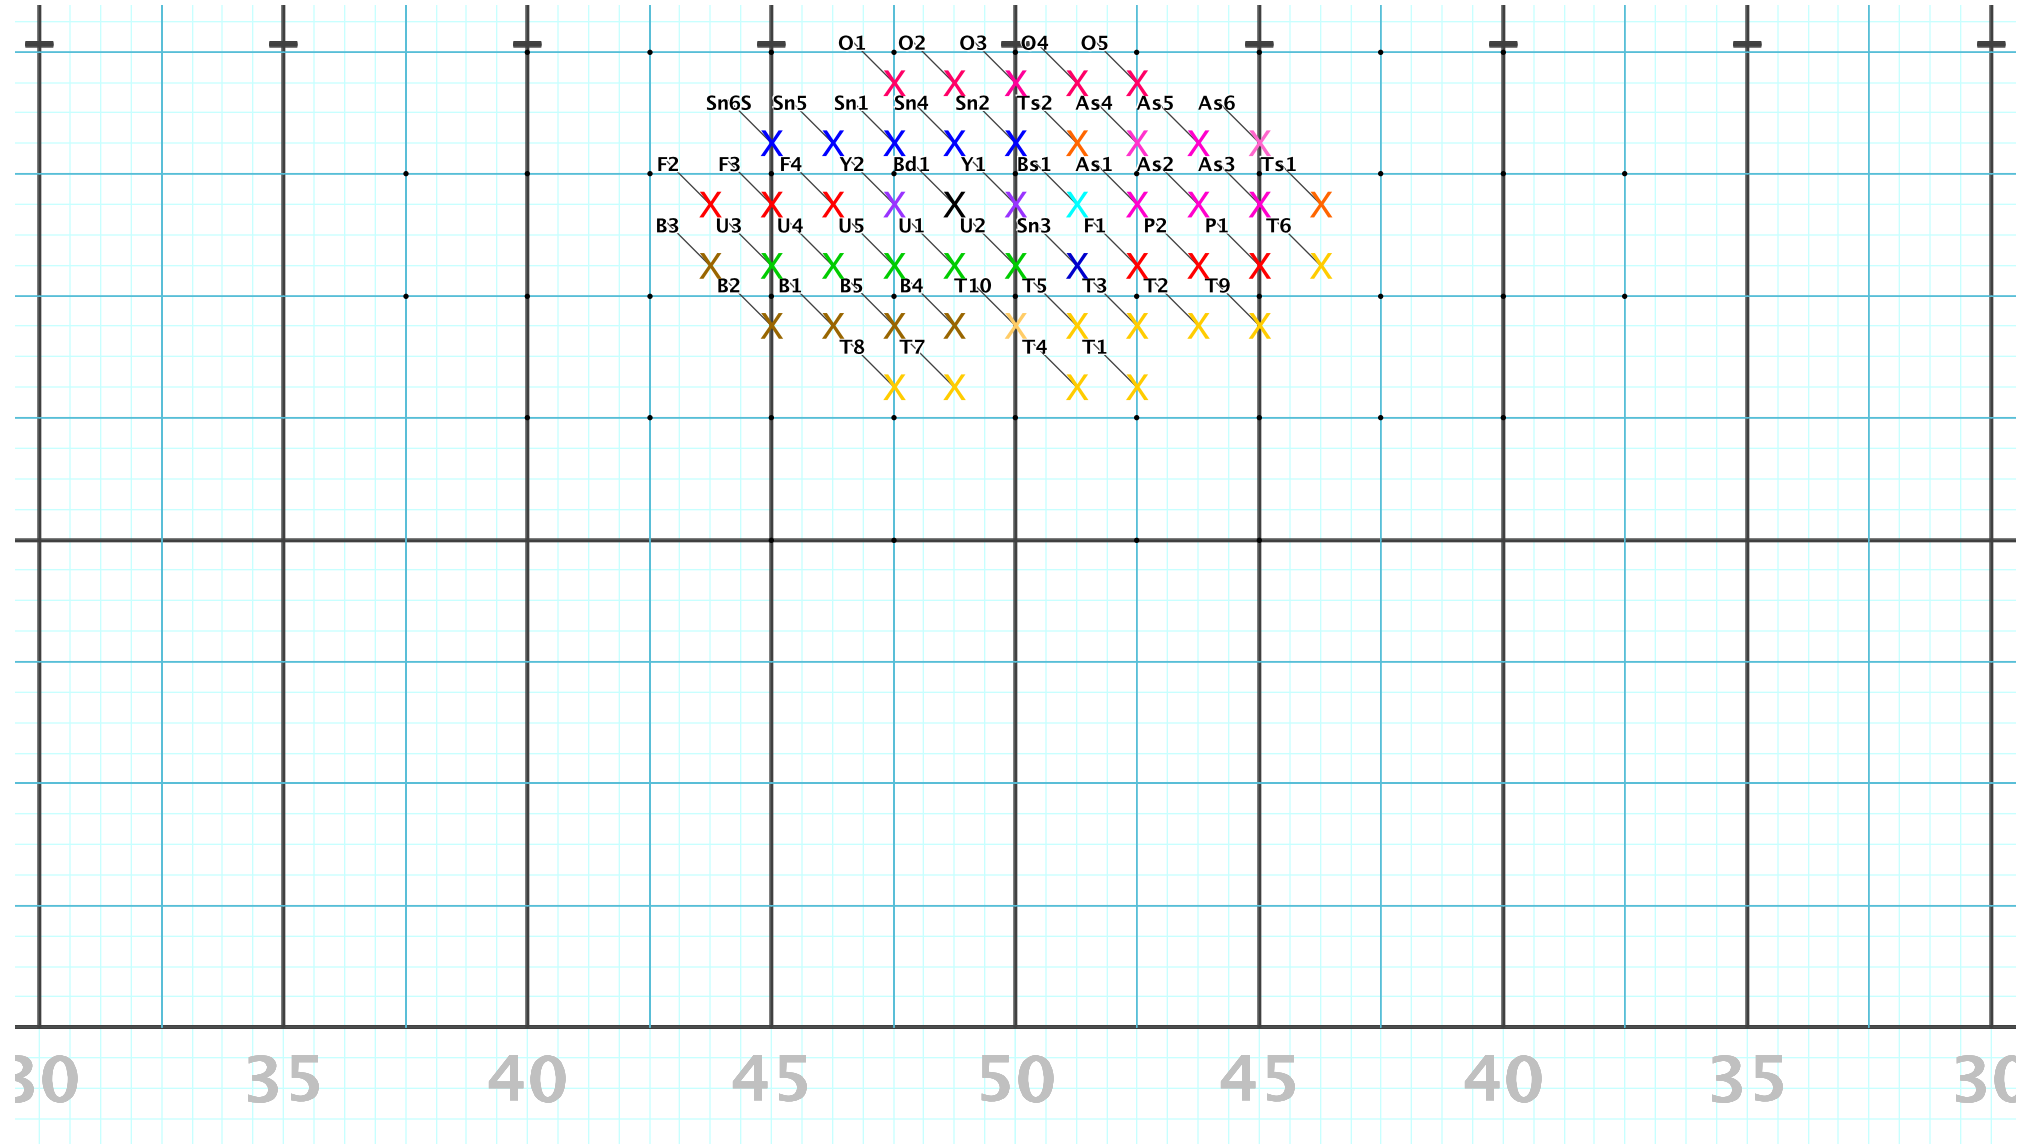 O1 O2 O3 O4 O5
Sn6S Sn5 Sn1 Sn4 Sn2 Ts2 As4 As5 As6
F2 F3 F4 Y2 Bd1 Y1 Bs1 As1 As2 As3 Ts1
B3 U3 U4 U5 U1 U2 Sn3 F1 P2 P1 T6
B2 B1 B5 B4 T10 T5 T3 T2 T9
T8 T7 T4 T1
30 35 40 45 50 45 40 35 30